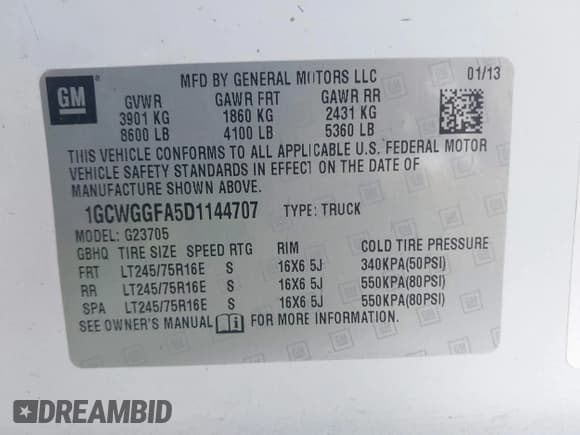 GM ®
MFD BY GENERAL MOTORS LLC 01/13
GVWR GAWR FRT GAWR RR
3901 KG 1860 KG 2431 KG
8600 LB 4100 LB 5360 LB
THIS VEHICLE CONFORMS TO ALL APPLICABLE U.S. FEDERAL MOTOR
VEHICLE SAFETY STANDARDS IN EFFECT ON THE DATE OF
MANUFACTURE SHOWN ABOVE.
1GCWGGFA5D1144707 TYPE: TRUCK
MODEL: G23705
GBHQ TIRE SIZE SPEED RTG RIM COLD TIRE PRESSURE
FRT LT245/75R16E S 16X6 5J 340KPA(50PSI)
RR LT245/75R16E S 16X6 5J 550KPA(80PSI)
SPA LT245/75R16E S 16X6 5J 550KPA(80PSI)
SEE OWNER'S MANUAL i FOR MORE INFORMATION.
DREAMBID